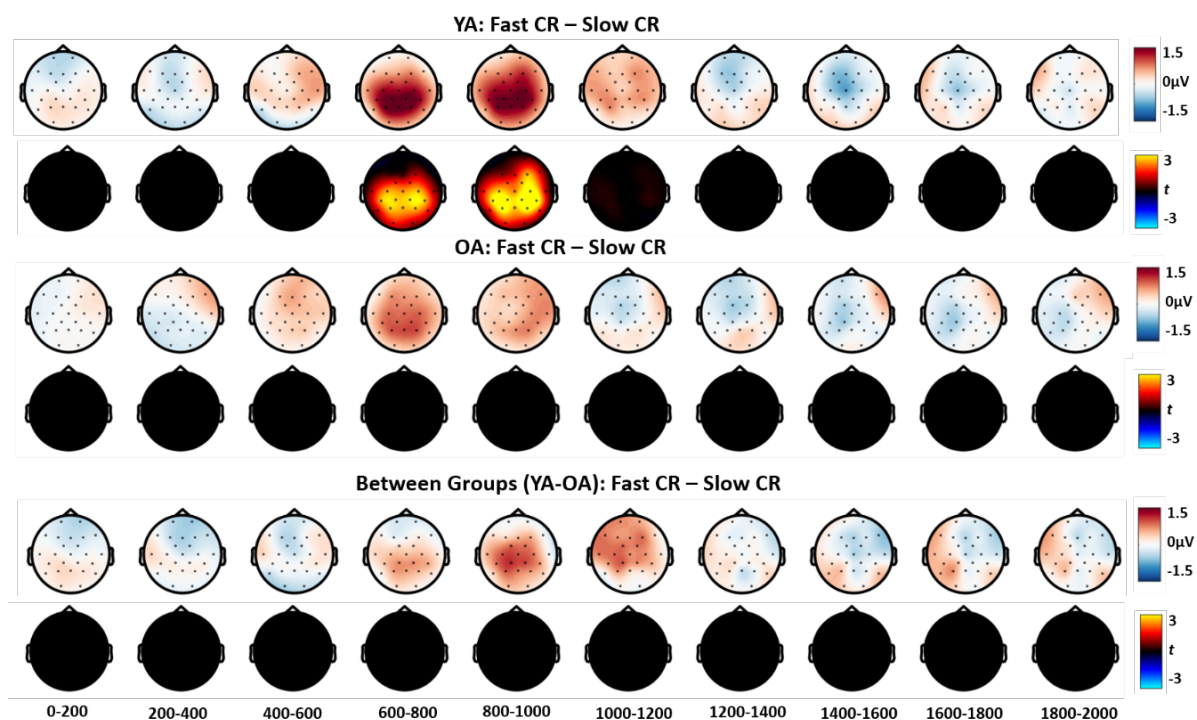 YA: Fast CR – Slow CR
1.5
0µV
-1.5
3
t
-3
OA: Fast CR – Slow CR
1.5
0µV
-1.5
3
t
-3
Between Groups (YA-OA): Fast CR – Slow CR
1.5
0µV
-1.5
3
t
-3
0-200 200-400 400-600 600-800 800-1000 1000-1200 1200-1400 1400-1600 1600-1800 1800-2000